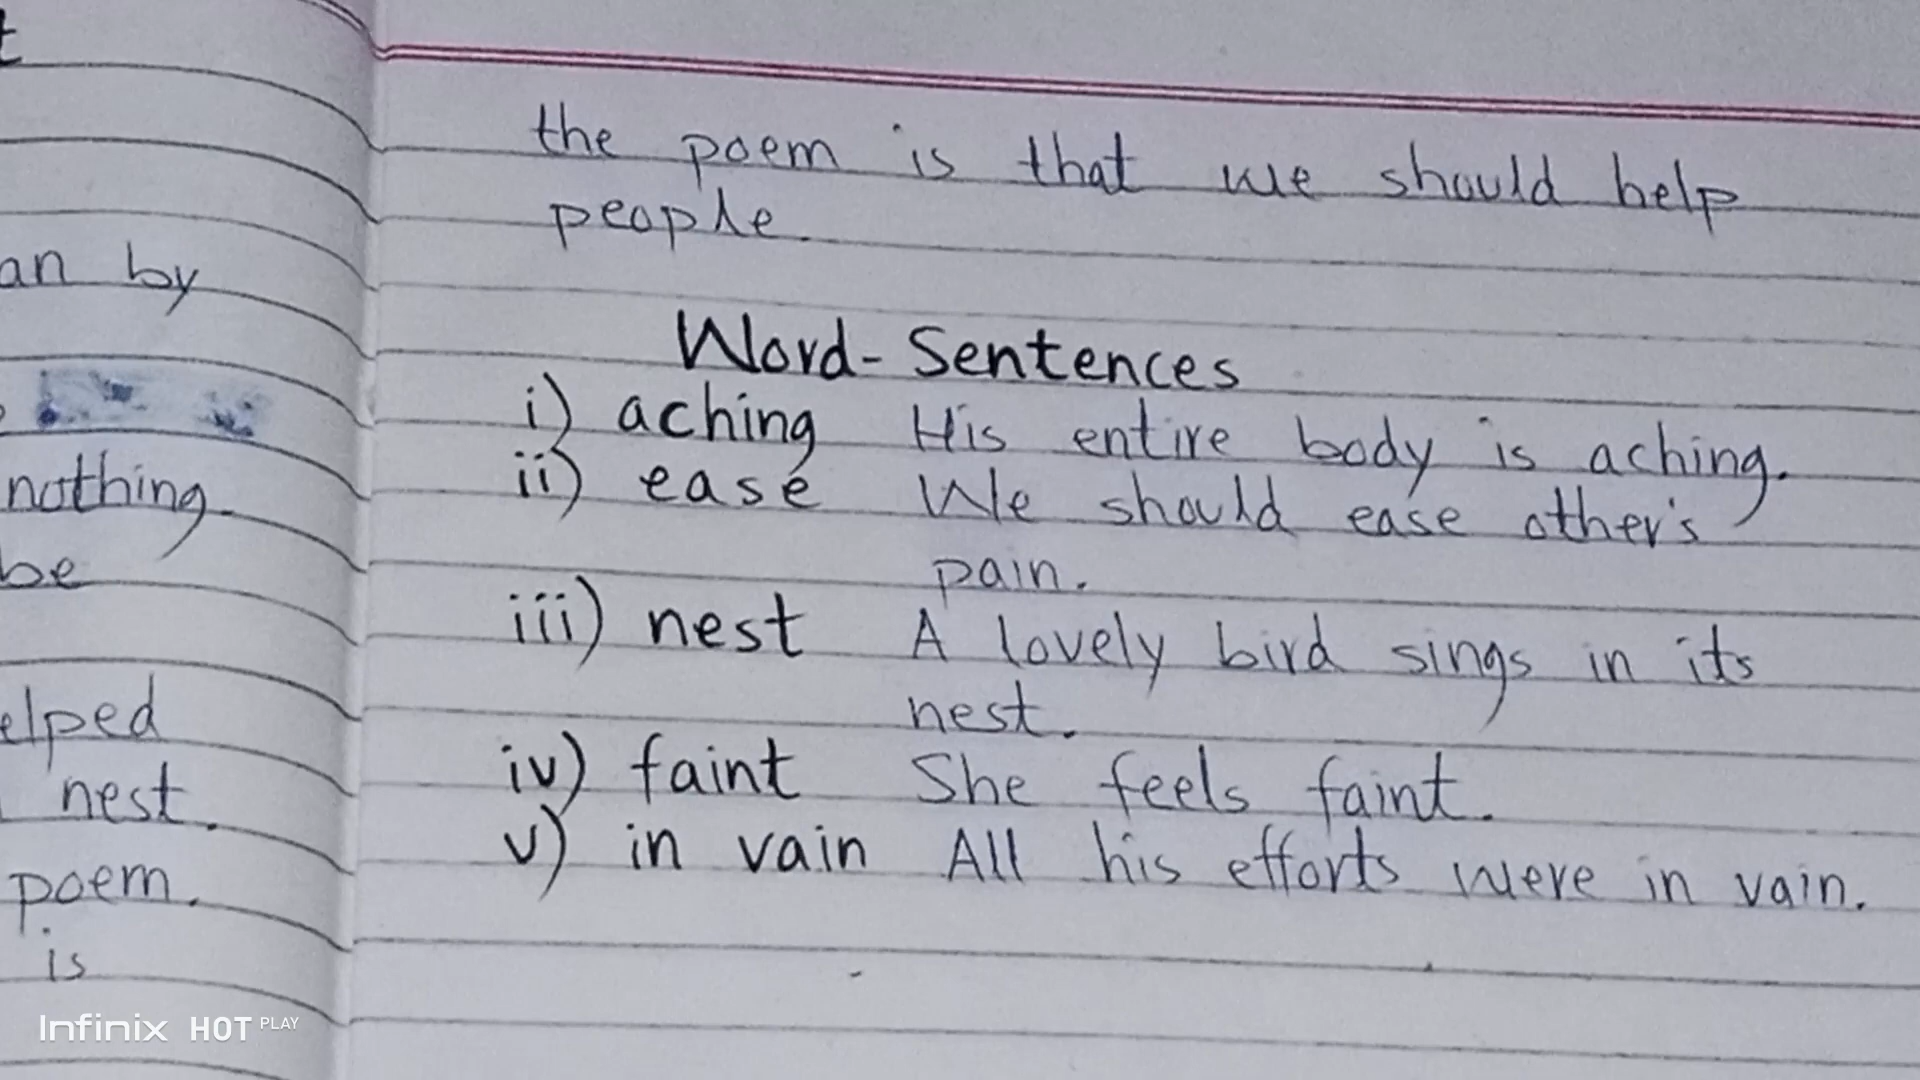 t
an by
nothing.
be
elped
nest.
poem.
is
the poem is that we should help
people.
Word-Sentences
i) aching His entire body is aching.
ii) ease We should ease other's
pain.
iii) nest A lovely bird sings in its
nest.
iv) faint She feels faint.
v) in vain All his efforts were in vain.
Infinix HOT PLAY